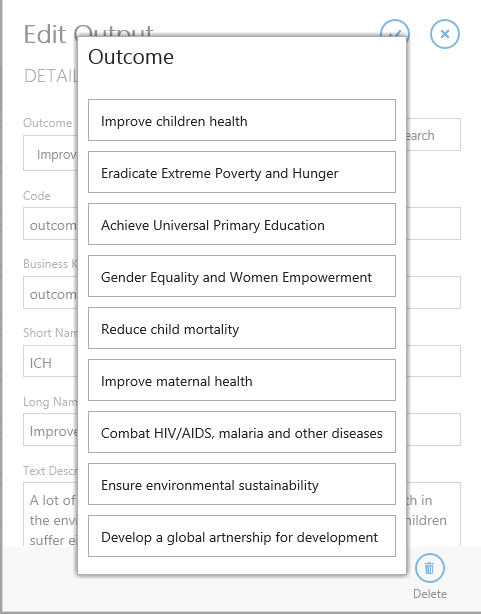 Edit Output
DETAIL
Outcome
Outcome
Improve children health
Eradicate Extreme Poverty and Hunger
Achieve Universal Primary Education
Gender Equality and Women Empowerment
Reduce child mortality
Improve maternal health
Combat HIV/AIDS, malaria and other diseases
Ensure environmental sustainability
Develop a global artnership for development
Improv
earch
Code
outcom
Business K
outcom
Short Nam
ICH
Long Nam
Improve
Text Descr
A lot of
th in
the envi
hildren
suffer e
Delete